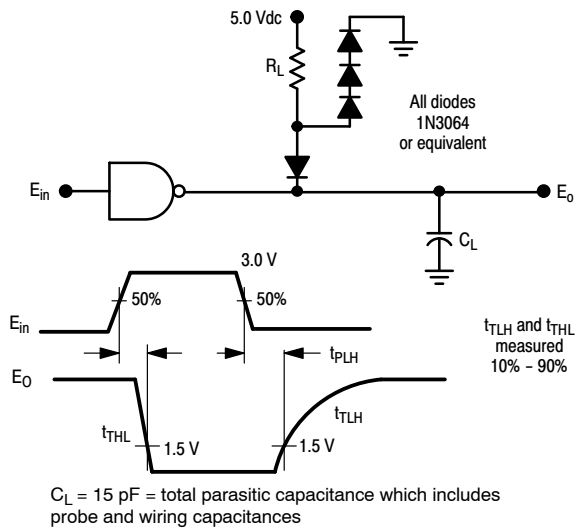 5.0 Vdc
RL
All diodes
1N3064
or equivalent
Ein
Eo
CL
3.0 V
50%
50%
Ein
tPLH
tTLH and tTHL
measured
10% - 90%
EO
tTHL
1.5 V
tTLH
1.5 V
CL = 15 pF = total parasitic capacitance which includes
probe and wiring capacitances